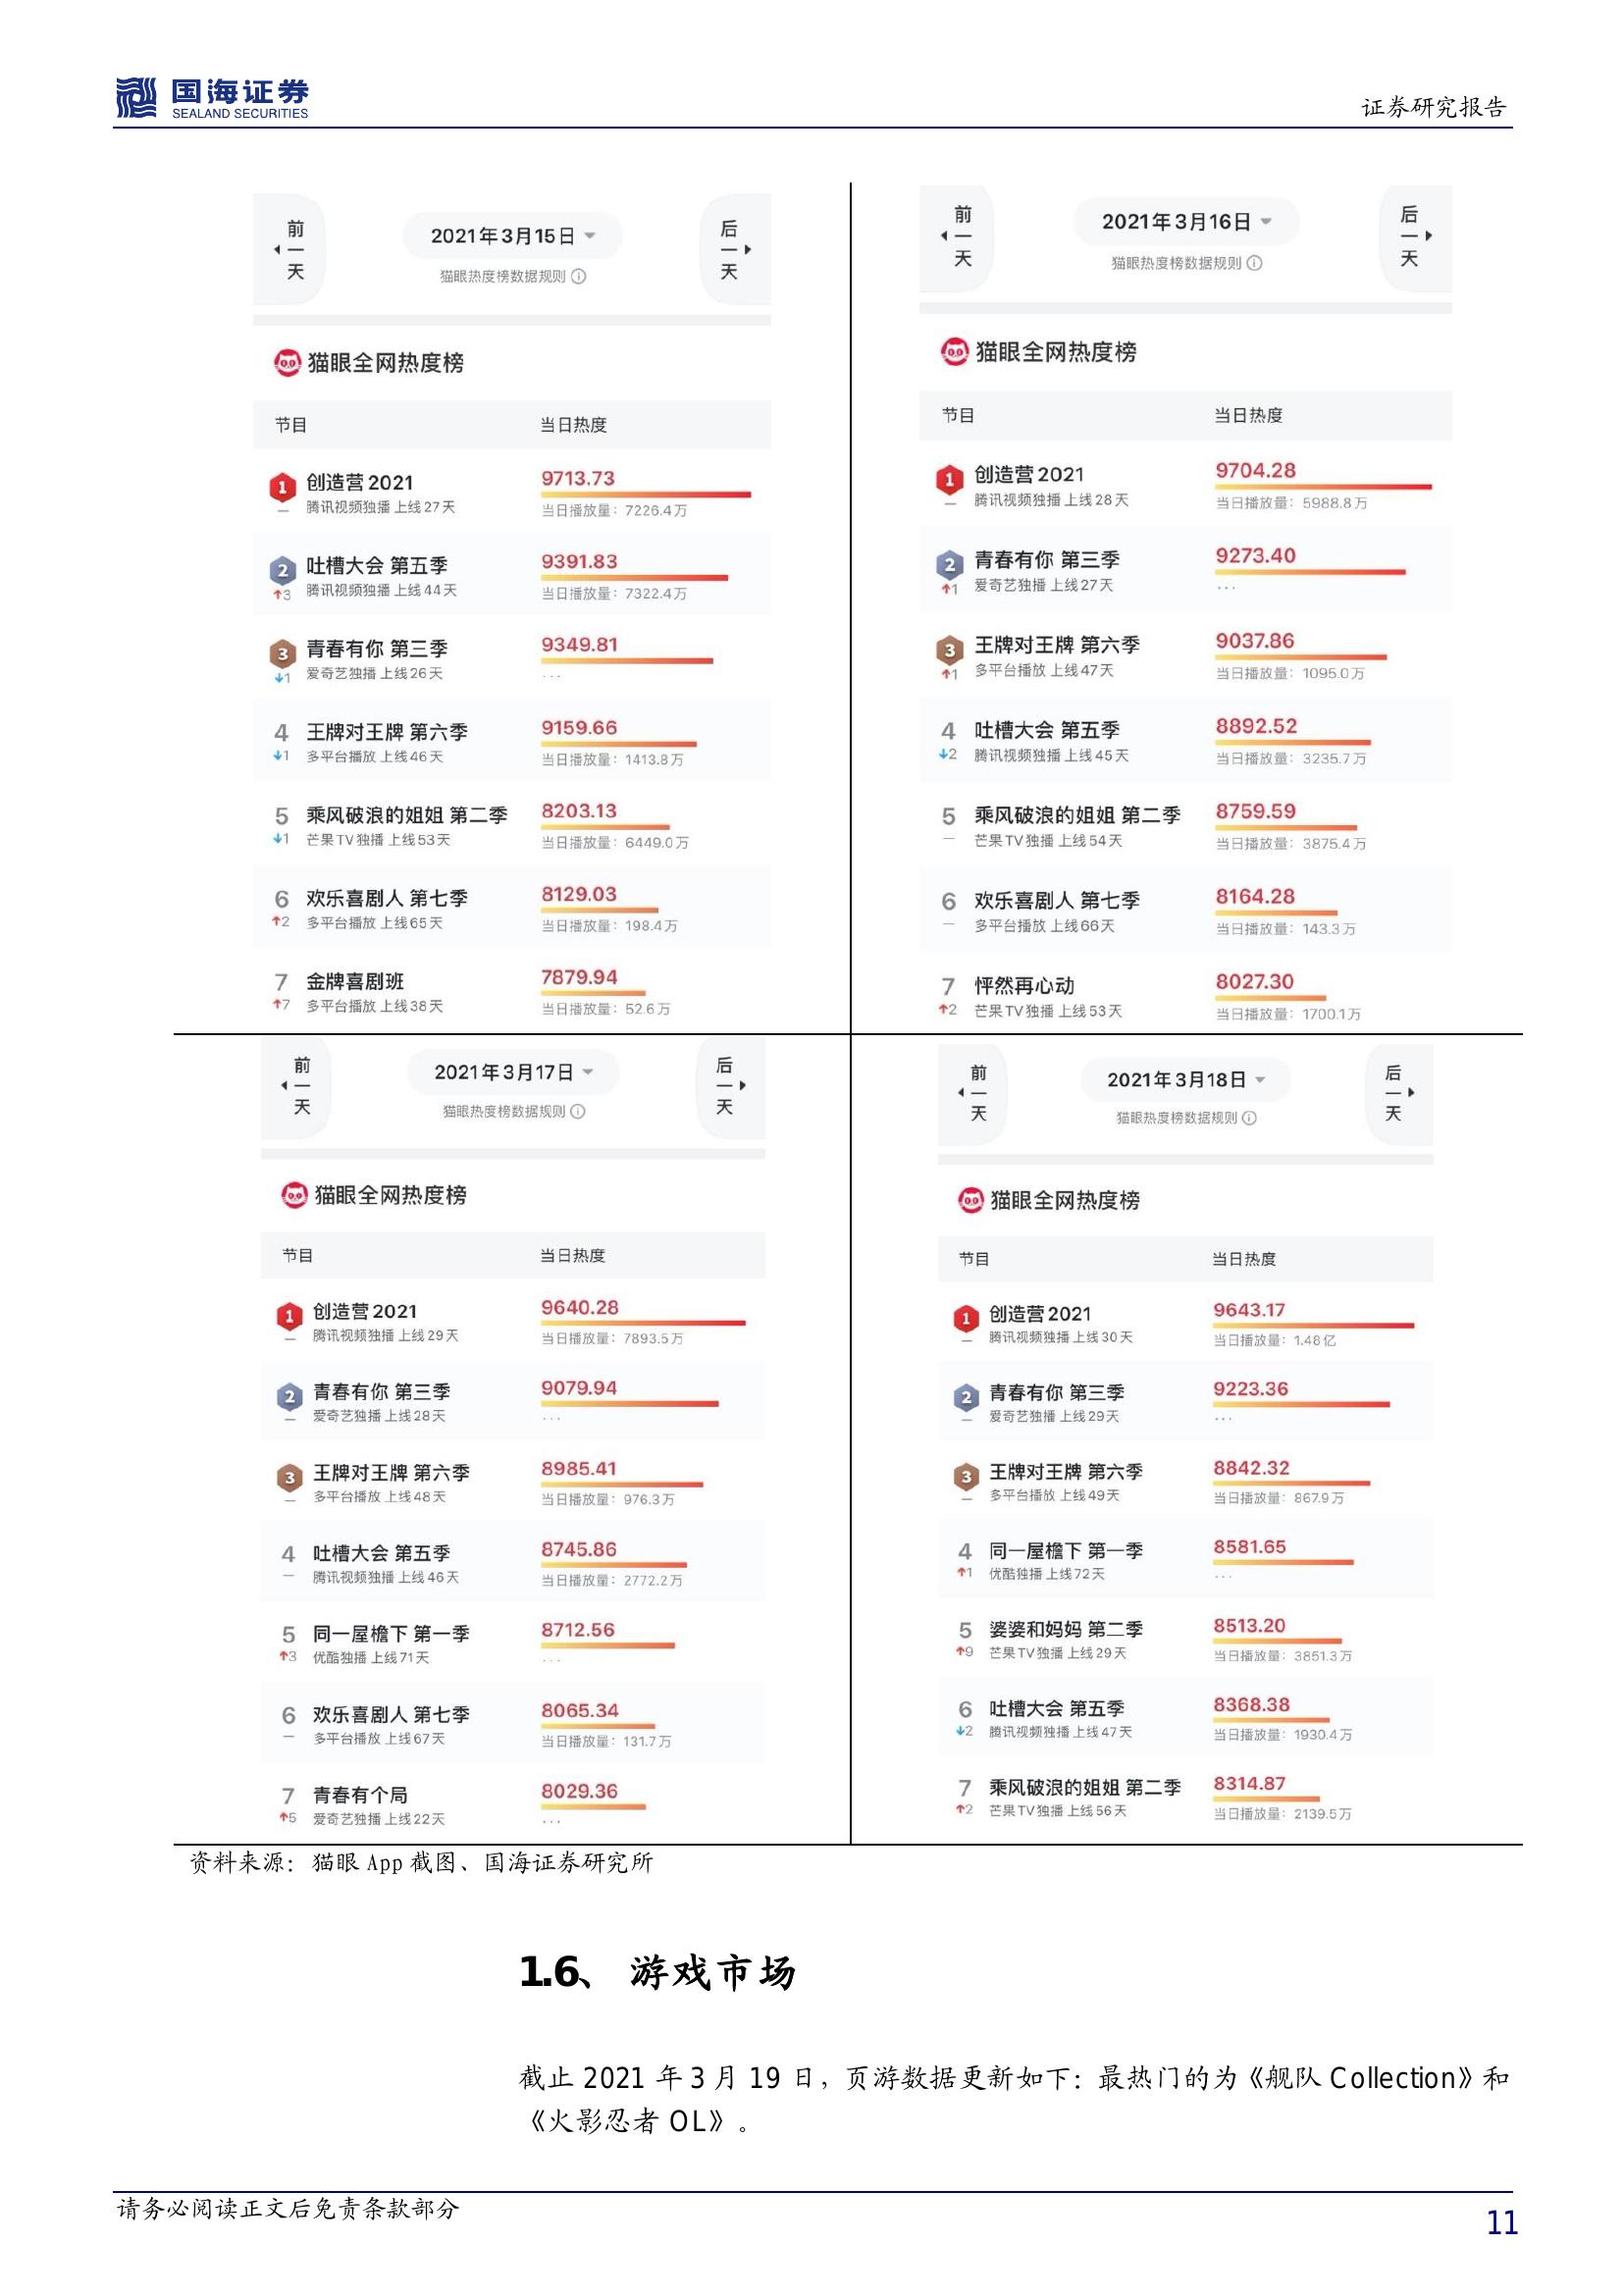 国海证券
SEALAND SECURITIES
证券研究报告
前一天
2021年3月15日
后一天
猫眼热度榜数据规则
猫眼全网热度榜
节目 当日热度
1 创造营2021 9713.73
腾讯视频独播 上线27天 当日播放量：7226.4万
2 吐槽大会 第五季 9391.83
↑3 腾讯视频独播 上线44天 当日播放量：7322.4万
3 青春有你 第三季 9349.81
↓1 爱奇艺独播 上线26天 ...
4 王牌对王牌 第六季 9159.66
↓1 多平台播放 上线46天 当日播放量：1413.8万
5 乘风破浪的姐姐 第二季 8203.13
↓1 芒果TV独播 上线53天 当日播放量：6449.0万
6 欢乐喜剧人 第七季 8129.03
↑2 多平台播放 上线65天 当日播放量：198.4万
7 金牌喜剧班 7879.94
↑7 多平台播放 上线38天 当日播放量：52.6万
前一天
2021年3月16日
后一天
猫眼热度榜数据规则
猫眼全网热度榜
节目 当日热度
1 创造营2021 9704.28
— 腾讯视频独播 上线28天 当日播放量：5988.8万
2 青春有你 第三季 9273.40
↑1 爱奇艺独播 上线27天 ...
3 王牌对王牌 第六季 9037.86
↑1 多平台播放 上线47天 当日播放量：1095.0万
4 吐槽大会 第五季 8892.52
↓2 腾讯视频独播 上线45天 当日播放量：3235.7万
5 乘风破浪的姐姐 第二季 8759.59
— 芒果TV独播 上线54天 当日播放量：3875.4万
6 欢乐喜剧人 第七季 8164.28
— 多平台播放 上线66天 当日播放量：143.3万
7 怦然再心动 8027.30
↑2 芒果TV独播 上线53天 当日播放量：1700.1万
前一天
2021年3月17日
后一天
猫眼热度榜数据规则
猫眼全网热度榜
节目 当日热度
1 创造营2021 9640.28
— 腾讯视频独播 上线29天 当日播放量：7893.5万
2 青春有你 第三季 9079.94
— 爱奇艺独播 上线28天 ...
3 王牌对王牌 第六季 8985.41
— 多平台播放 上线48天 当日播放量：976.3万
4 吐槽大会 第五季 8745.86
— 腾讯视频独播 上线46天 当日播放量：2772.2万
5 同一屋檐下 第一季 8712.56
↑3 优酷独播 上线71天 ...
6 欢乐喜剧人 第七季 8065.34
— 多平台播放 上线67天 当日播放量：131.7万
7 青春有个局 8029.36
↑5 爱奇艺独播 上线22天 ...
前一天
2021年3月18日
后一天
猫眼热度榜数据规则
猫眼全网热度榜
节目 当日热度
1 创造营2021 9643.17
— 腾讯视频独播 上线30天 当日播放量：1.48亿
2 青春有你 第三季 9223.36
— 爱奇艺独播 上线29天 ...
3 王牌对王牌 第六季 8842.32
— 多平台播放 上线49天 当日播放量：867.9万
4 同一屋檐下 第一季 8581.65
↑1 优酷独播 上线72天 ...
5 婆婆和妈妈 第二季 8513.20
↑9 芒果TV独播 上线29天 当日播放量：3851.3万
6 吐槽大会 第五季 8368.38
↓2 腾讯视频独播 上线47天 当日播放量：1930.4万
7 乘风破浪的姐姐 第二季 8314.87
↑2 芒果TV独播 上线56天 当日播放量：2139.5万
资料来源：猫眼 App 截图、国海证券研究所
1.6、 游戏市场
截止 2021 年 3 月 19 日，页游数据更新如下：最热门的为《舰队 Collection》和
《火影忍者 OL》。
请务必阅读正文后免责条款部分
11